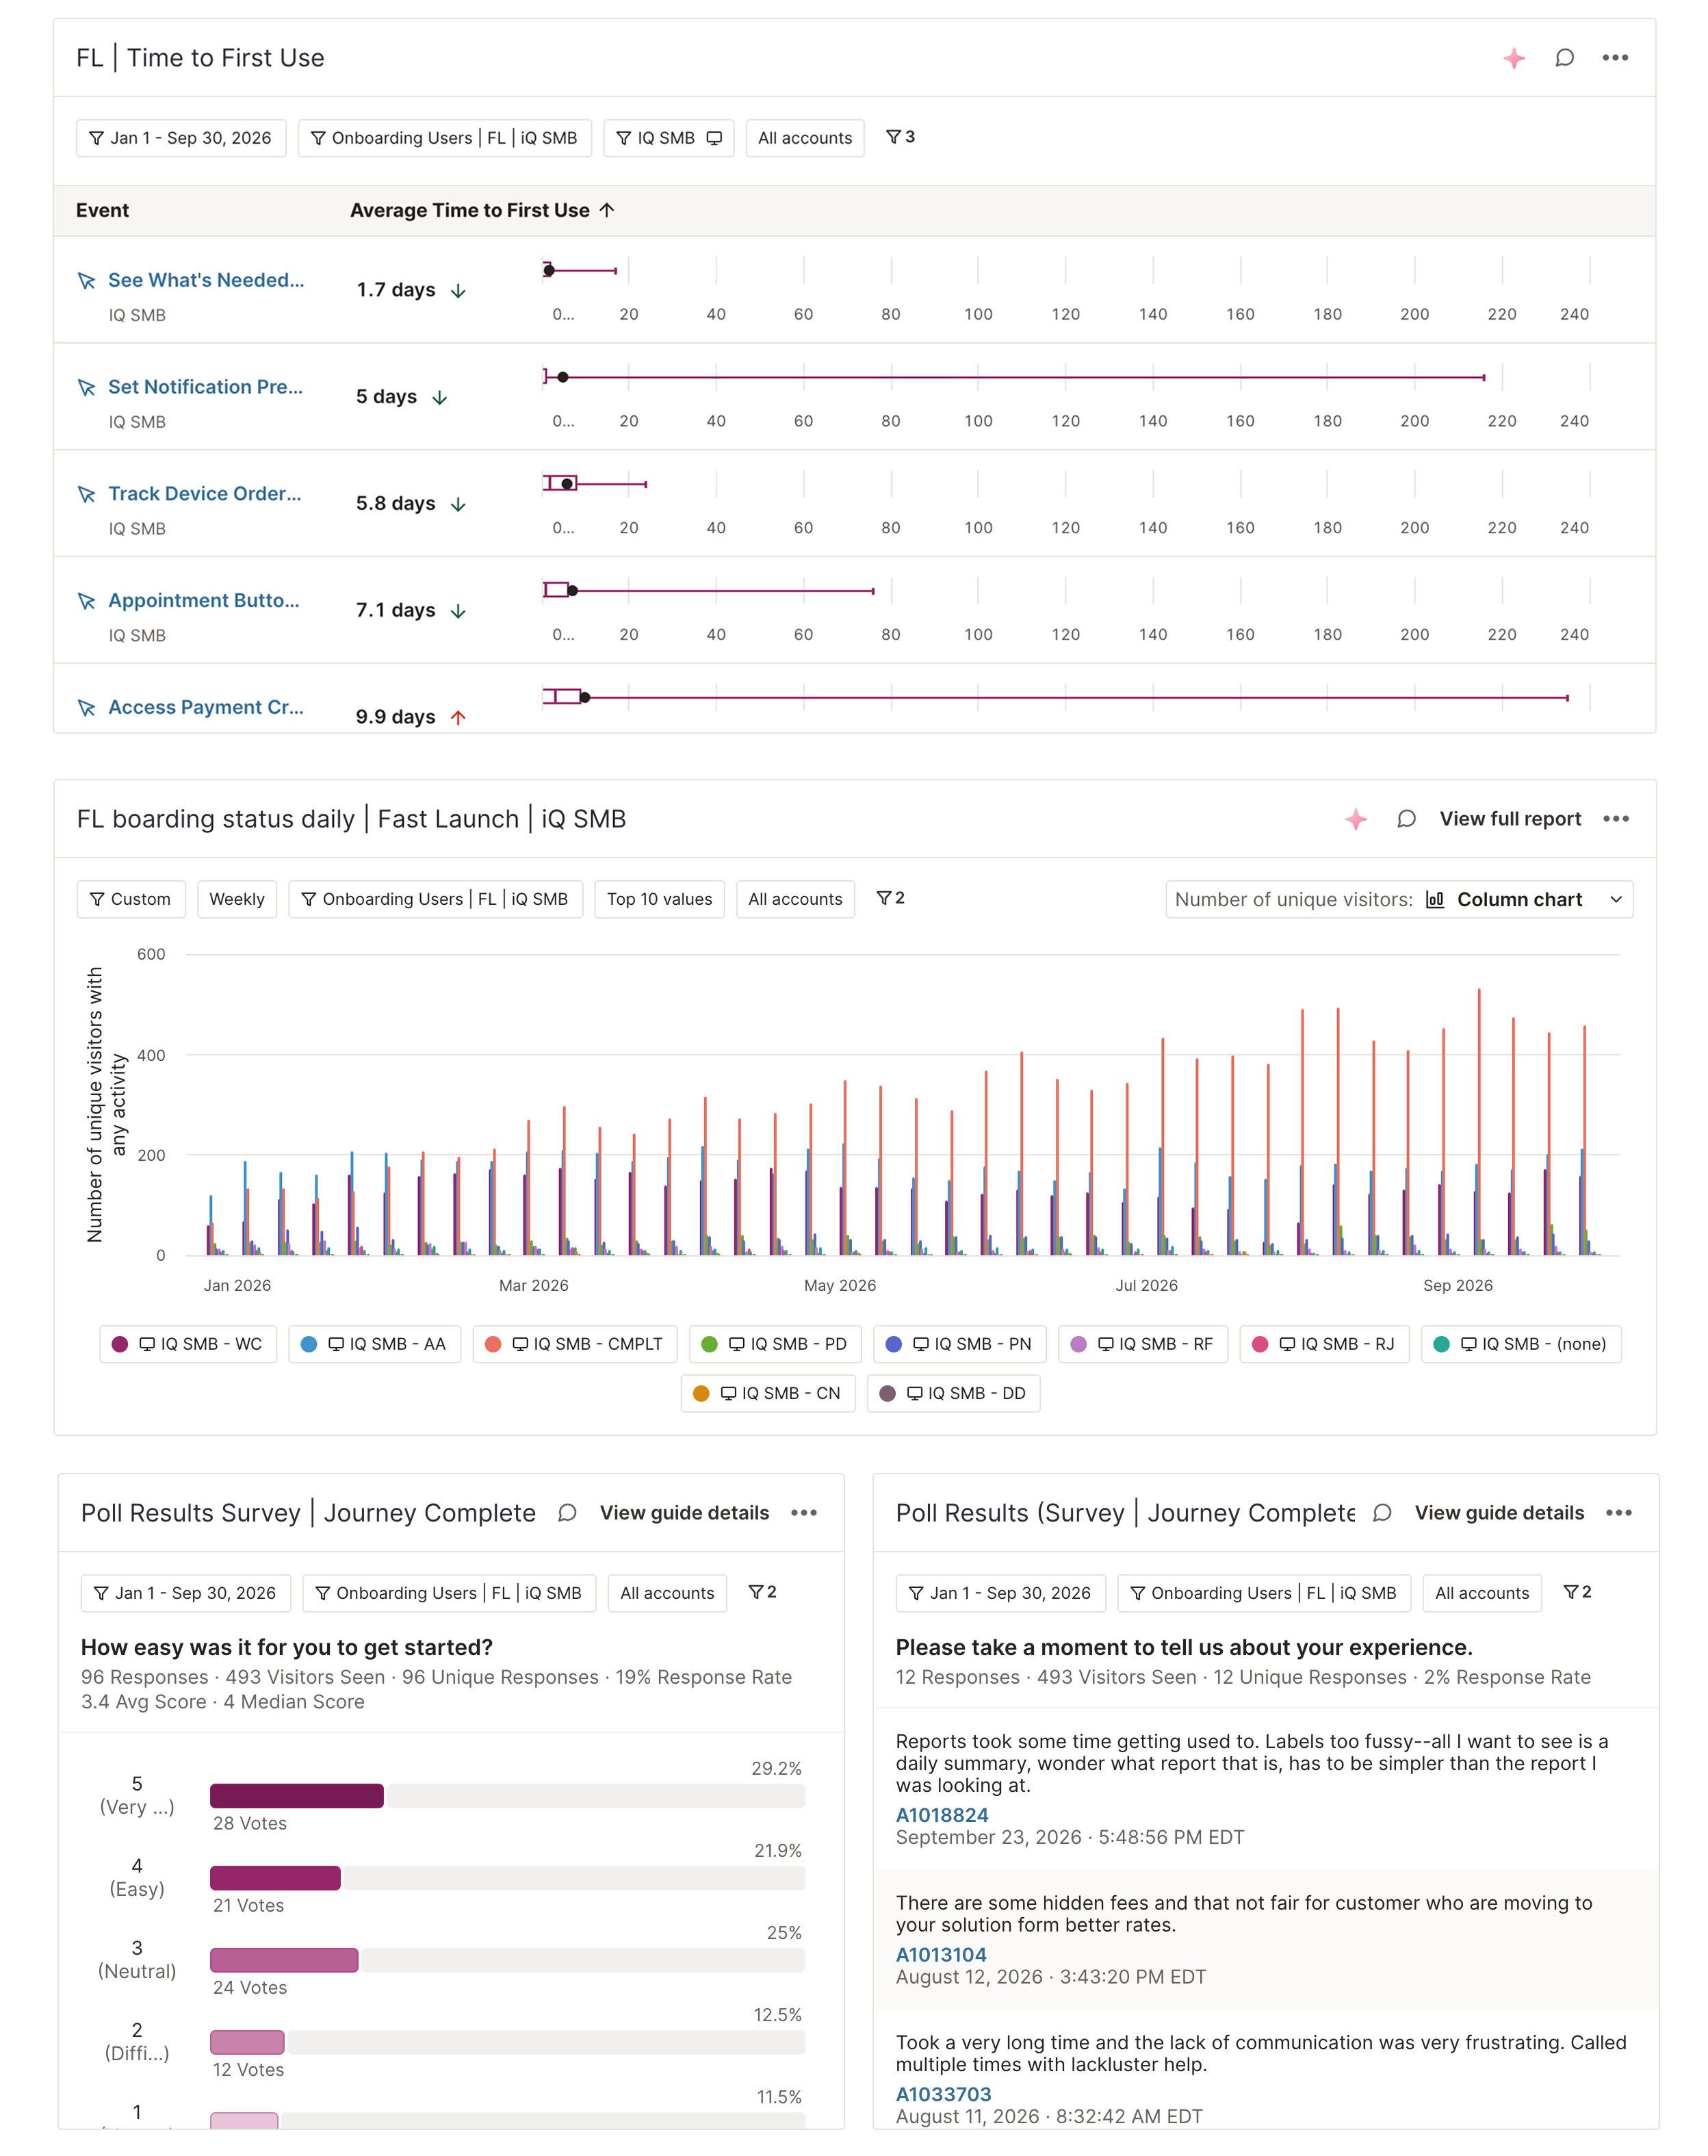 FL | Time to First Use
Jan 1 - Sep 30, 2026
Onboarding Users | FL | iQ SMB
IQ SMB
All accounts
3
Event
Average Time to First Use ↑
See What's Needed...
IQ SMB
1.7 days ↓
0... 20 40 60 80 100 120 140 160 180 200 220 240
Set Notification Pre...
IQ SMB
5 days ↓
0... 20 40 60 80 100 120 140 160 180 200 220 240
Track Device Order...
IQ SMB
5.8 days ↓
0... 20 40 60 80 100 120 140 160 180 200 220 240
Appointment Butto...
IQ SMB
7.1 days ↓
0... 20 40 60 80 100 120 140 160 180 200 220 240
Access Payment Cr...
9.9 days ↑
FL boarding status daily | Fast Launch | iQ SMB
View full report
Custom
Weekly
Onboarding Users | FL | iQ SMB
Top 10 values
All accounts
2
Number of unique visitors: Column chart
Number of unique visitors with
any activity
600
400
200
0
Jan 2026 Mar 2026 May 2026 Jul 2026 Sep 2026
IQ SMB - WC
IQ SMB - AA
IQ SMB - CMPLT
IQ SMB - PD
IQ SMB - PN
IQ SMB - RF
IQ SMB - RJ
IQ SMB - (none)
IQ SMB - CN
IQ SMB - DD
Poll Results Survey | Journey Complete
View guide details
Jan 1 - Sep 30, 2026
Onboarding Users | FL | iQ SMB
All accounts
2
How easy was it for you to get started?
96 Responses · 493 Visitors Seen · 96 Unique Responses · 19% Response Rate
3.4 Avg Score · 4 Median Score
5
(Very ...)
29.2%
28 Votes
4
(Easy)
21.9%
21 Votes
3
(Neutral)
25%
24 Votes
2
(Diffi...)
12.5%
12 Votes
1
11.5%
Poll Results (Survey | Journey Complete
View guide details
Jan 1 - Sep 30, 2026
Onboarding Users | FL | iQ SMB
All accounts
2
Please take a moment to tell us about your experience.
12 Responses · 493 Visitors Seen · 12 Unique Responses · 2% Response Rate
Reports took some time getting used to. Labels too fussy--all I want to see is a
daily summary, wonder what report that is, has to be simpler than the report I
was looking at.
A1018824
September 23, 2026 · 5:48:56 PM EDT
There are some hidden fees and that not fair for customer who are moving to
your solution form better rates.
A1013104
August 12, 2026 · 3:43:20 PM EDT
Took a very long time and the lack of communication was very frustrating. Called
multiple times with lackluster help.
A1033703
August 11, 2026 · 8:32:42 AM EDT